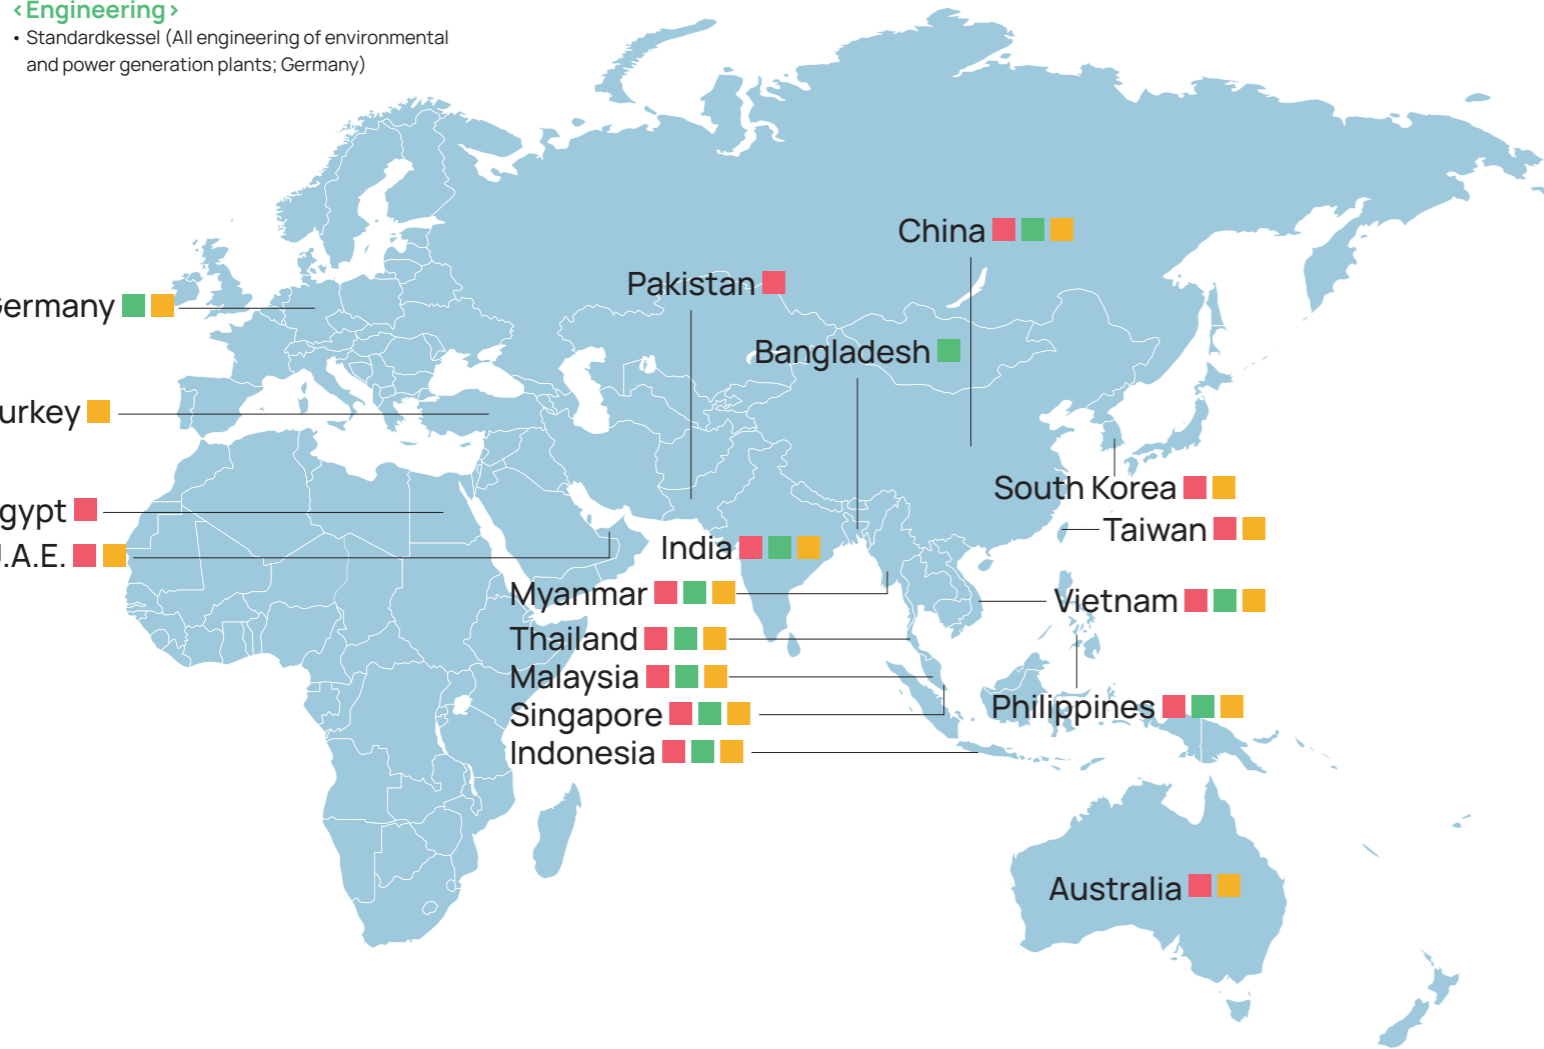 <Engineering>
• Standardkessel (All engineering of environmental
and power generation plants; Germany)
China
Pakistan
Germany
Bangladesh
urkey
South Korea
gypt
Taiwan
India
.A.E.
Myanmar
Vietnam
Thailand
Malaysia
Singapore
Philippines
Indonesia
Australia